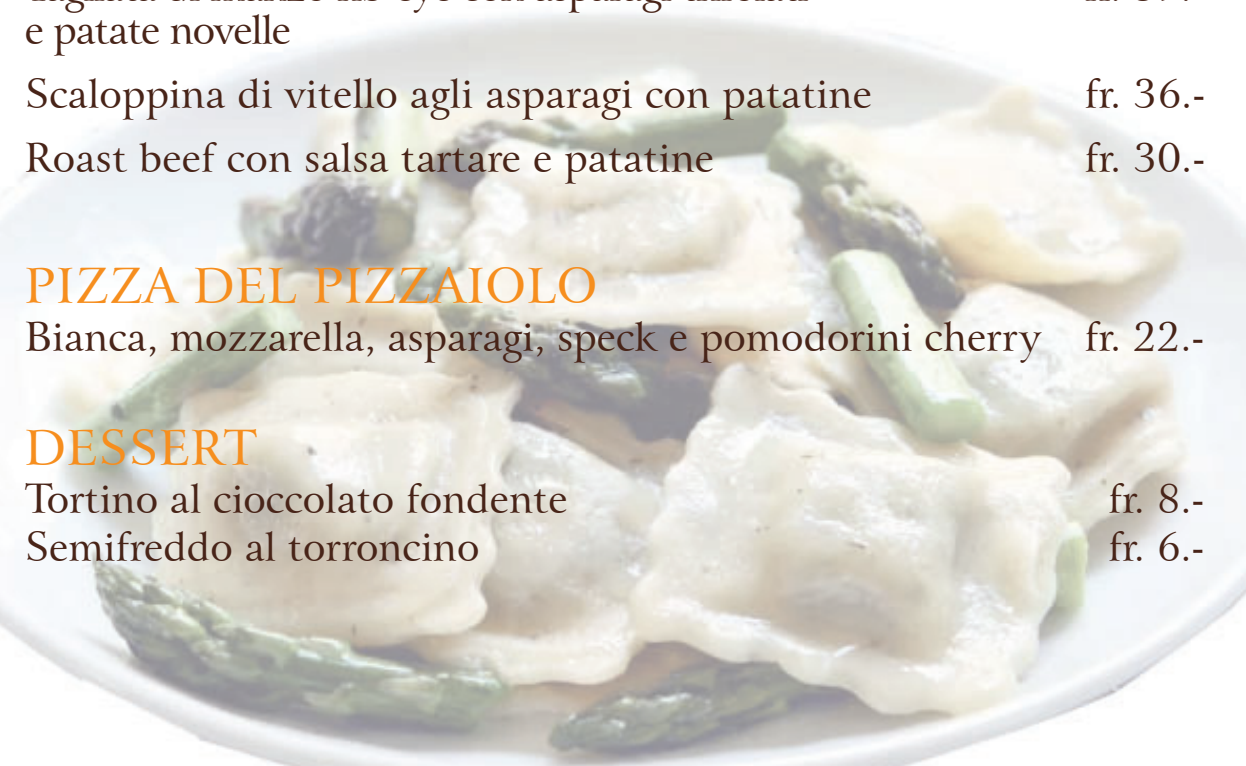 e patate novelle
Scaloppina di vitello agli asparagi con patatine fr. 36.-
Roast beef con salsa tartare e patatine fr. 30.-
PIZZA DEL PIZZAIOLO
Bianca, mozzarella, asparagi, speck e pomodorini cherry fr. 22.-
DESSERT
Tortino al cioccolato fondente fr. 8.-
Semifreddo al torroncino fr. 6.-